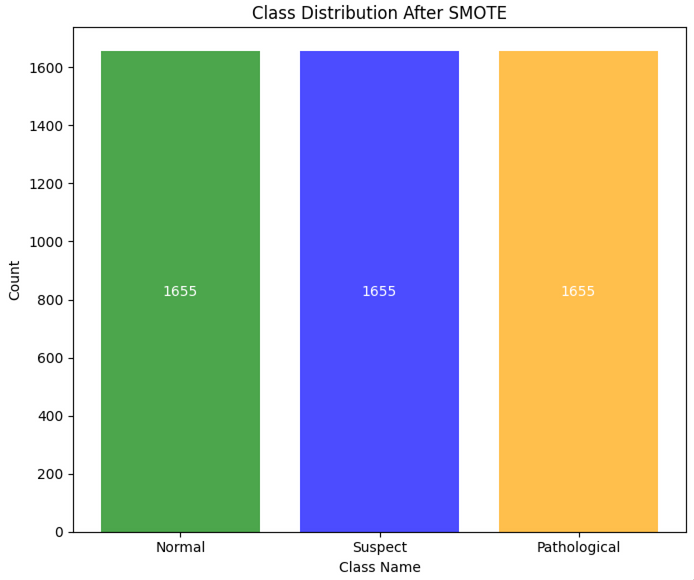 Class Distribution After SMOTE
Count
1600
1400
1200
1000
800
600
400
200
0
1655
1655
1655
Normal
Suspect
Pathological
Class Name